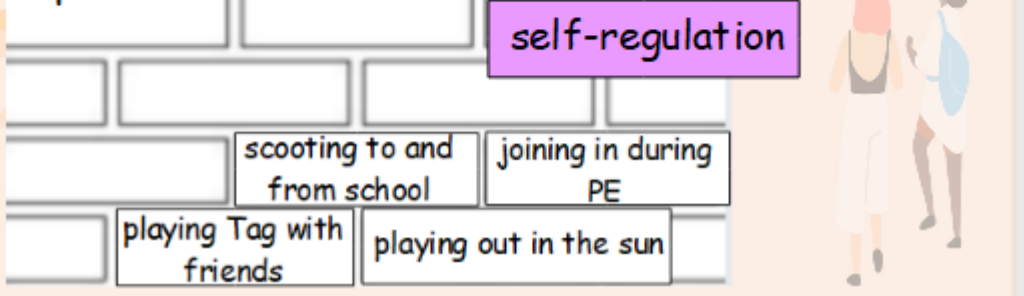 self-regulation
scooting to and
from school
joining in during
PE
playing Tag with
friends
playing out in the sun